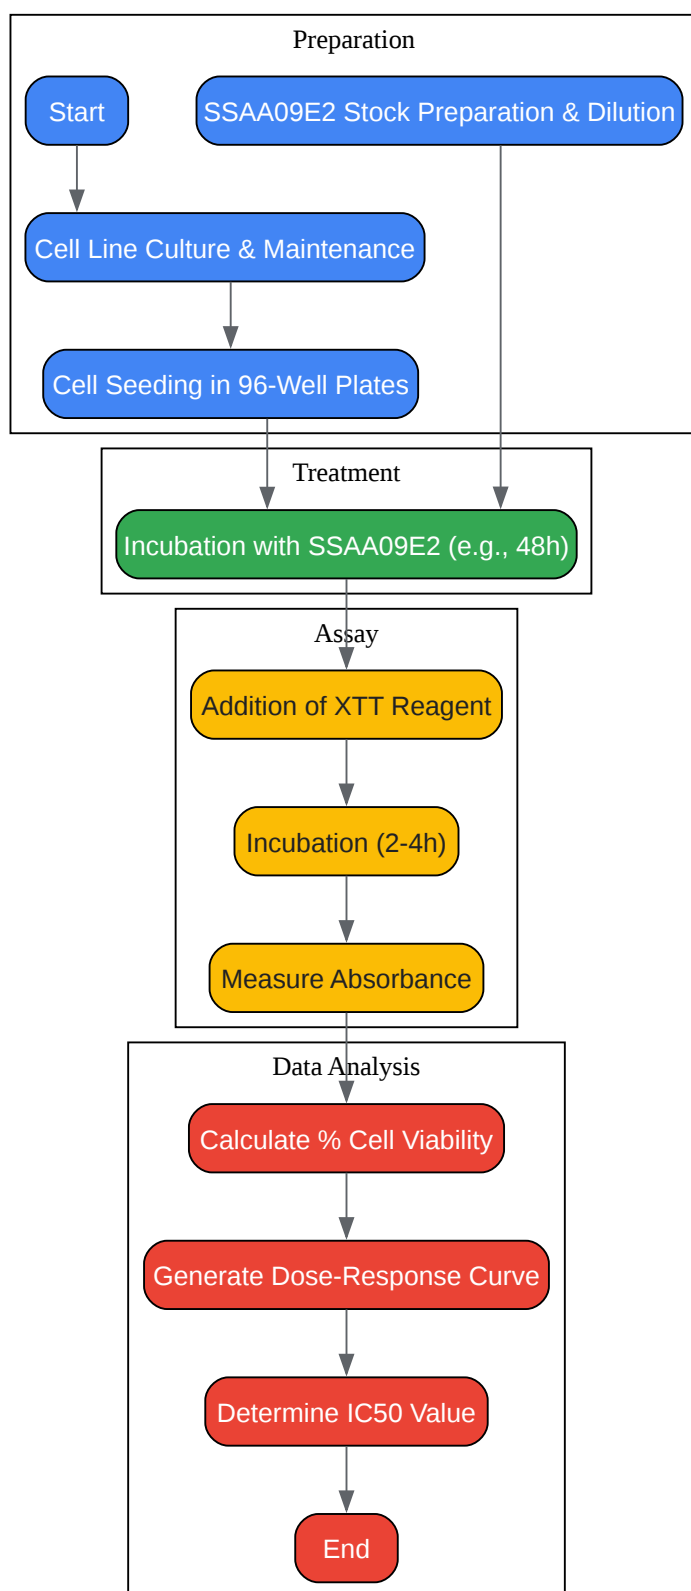 Preparation
Start
SSAA09E2 Stock Preparation & Dilution
Cell Line Culture & Maintenance
Cell Seeding in 96-Well Plates
Treatment
Incubation with SSAA09E2 (e.g., 48h)
Assay
Addition of XTT Reagent
Incubation (2-4h)
Measure Absorbance
Data Analysis
Calculate % Cell Viability
Generate Dose-Response Curve
Determine IC50 Value
End